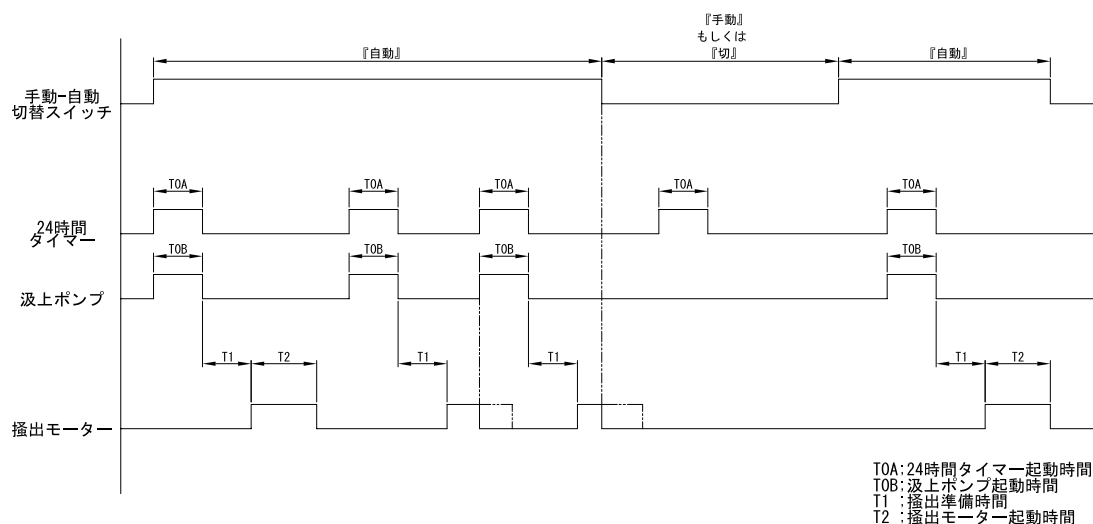 『手動』
もしくは
『切』
『自動』
『自動』
手動-自動
切替スイッチ
T0A
T0A
T0A
T0A
T0A
24時間
タイマー
T0B
T0B
T0B
T0B
汲上ポンプ
T1
T2
T1
T1
T1
T2
掻出モーター
T0A;24時間タイマー起動時間
T0B;汲上ポンプ起動時間
T1 ;掻出準備時間
T2 ;掻出モーター起動時間